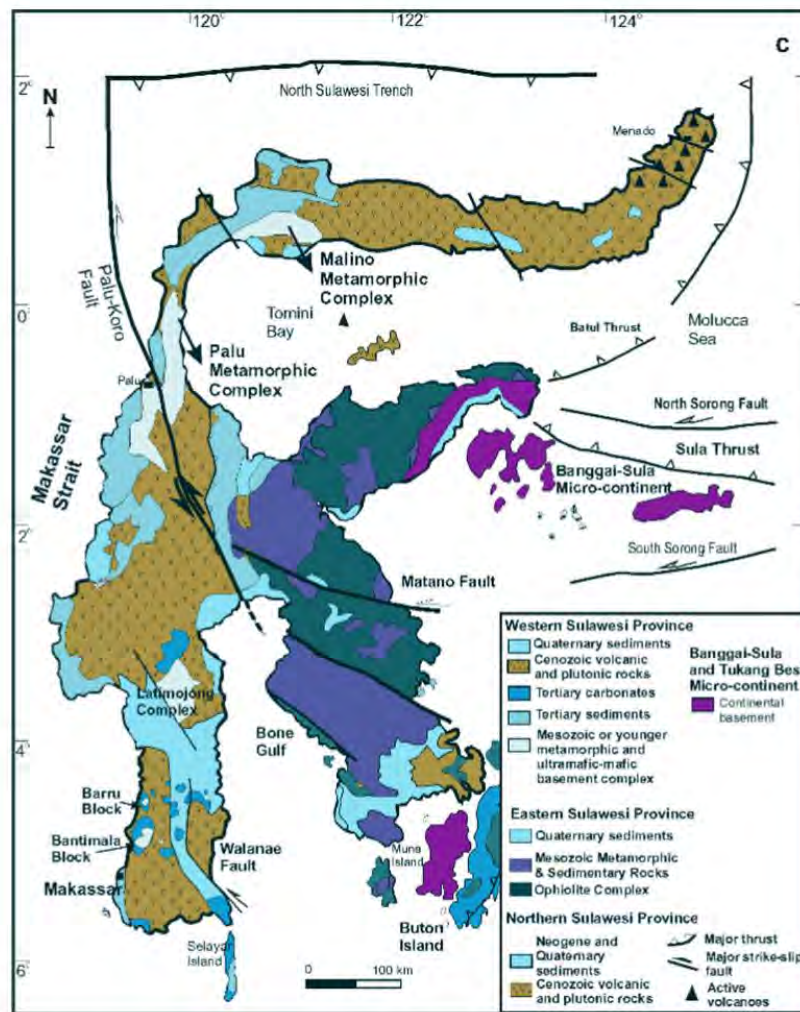 120°
122°
124°
C
2°
N
North Sulawesi Trench
Menado
Palu-Koro
Fault
Malino
Metamorphic
Complex
0°
Tomini
Bay
Molucca
Sea
Batui Thrust
Palu
Metamorphic
Complex
Palu
North Sorong Fault
Sula Thrust
Makassar
Strait
Banggai-Sula
Micro-continent
2°
South Sorong Fault
Matano Fault
Latimojong
Complex
Bone
Gulf
4°
Barru
Block
Bantimala
Block
Walanae
Fault
Makassar
Muna
Island
Buton
Island
Selayar
Island
6°
0 100 km
Western Sulawesi Province
Quaternary sediments
Cenozoic volcanic
and plutonic rocks
Tertiary carbonates
Tertiary sediments
Mesozoic or younger
metamorphic and
ultramafic-mafic
basement complex
Banggai-Sula
and Tukang Bes
Micro-continent
Continental
basement
Eastern Sulawesi Province
Quaternary sediments
Mesozoic Metamorphic
& Sedimentary Rocks
Ophiolite Complex
Northern Sulawesi Province
Neogene and
Quaternary
sediments
Cenozoic volcanic
and plutonic rocks
Major thrust
Major strike-slip
fault
Active
volcanoes